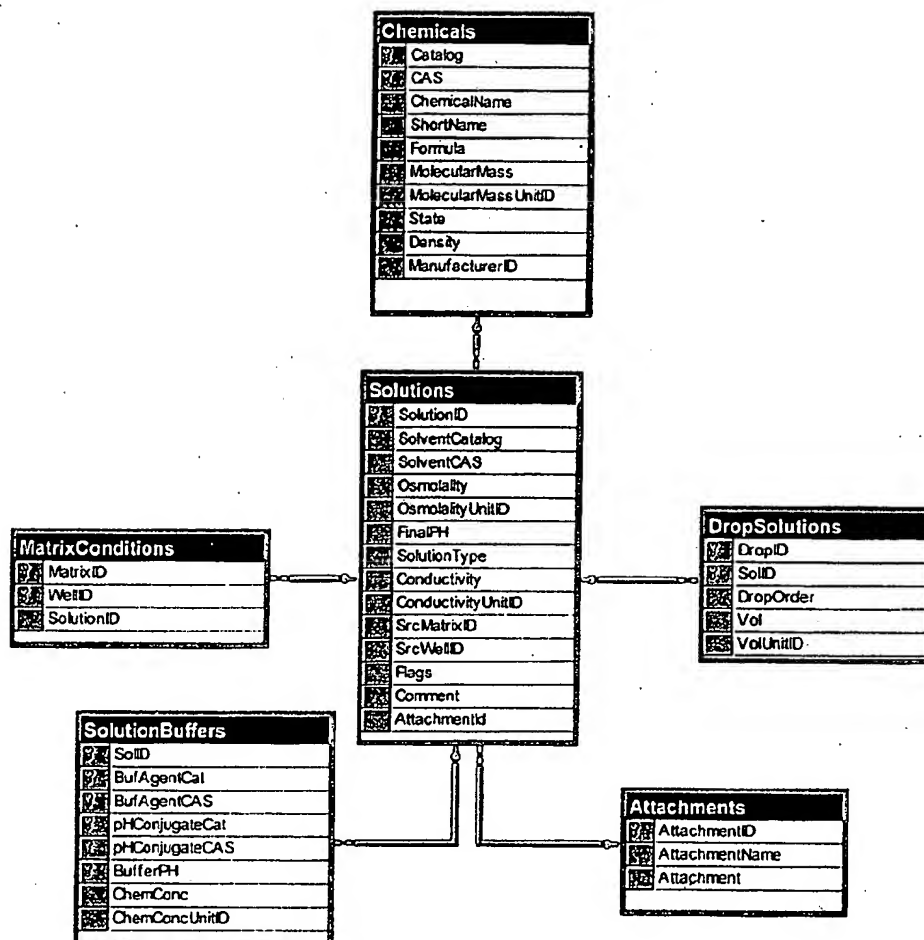 Chemicals
Catalog
CAS
ChemicalName
ShortName
Formula
MolecularMass
MolecularMassUnitID
State
Density
ManufacturerID
Solutions
SolutionID
SolventCatalog
SolventCAS
Osmolality
OsmolalityUnitID
FinalPH
SolutionType
Conductivity
ConductivityUnitID
SrcMatrixID
SrcWellID
Flags
Comment
AttachmentId
MatrixConditions
MatrixID
WellID
SolutionID
DropSolutions
DropID
SolID
DropOrder
Vol
VolUnitID
SolutionBuffers
SolID
BufAgentCat
BufAgentCAS
pHConjugateCat
pHConjugateCAS
BufferPH
ChemConc
ChemConcUnitID
Attachments
AttachmentID
AttachmentName
Attachment